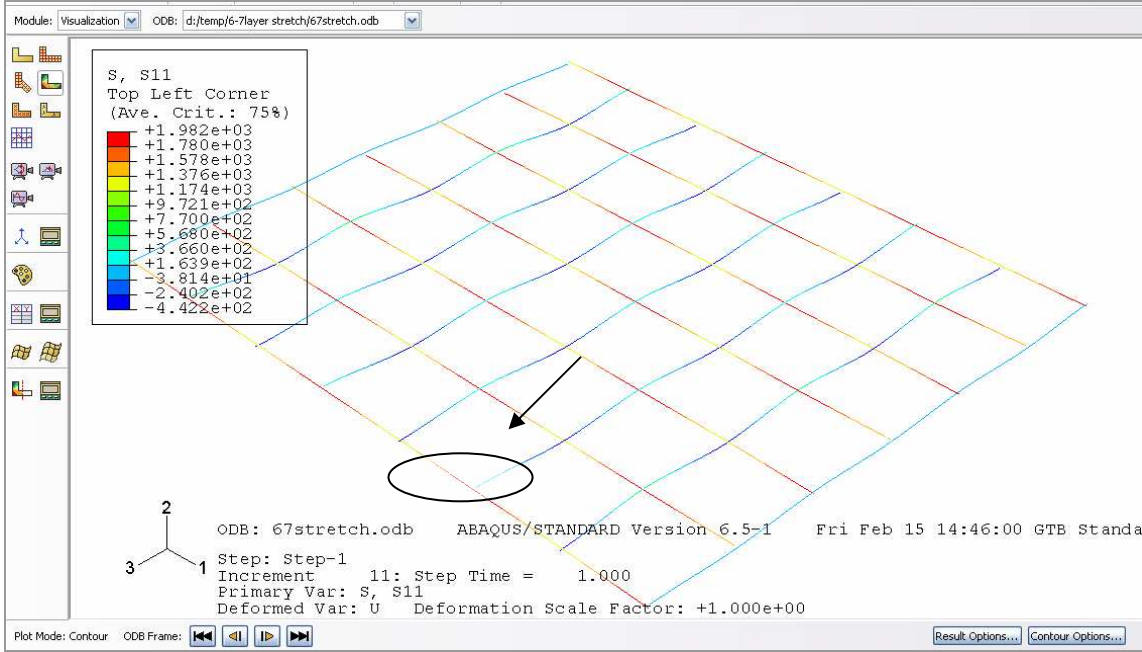 Module: Visualization ODB: d:/temp/6-7layer stretch/67stretch.odb
S, S11
Top Left Corner
(Ave. Crit.: 75%)
+1.982e+03
+1.780e+03
+1.578e+03
+1.376e+03
+1.174e+03
+9.721e+02
+7.700e+02
+5.680e+02
+3.660e+02
+1.639e+02
-3.814e+01
-2.402e+02
-4.422e+02
2
3
1
ODB: 67stretch.odb ABAQUS/STANDARD Version 6.5-1 Fri Feb 15 14:46:00 GTB Standa
Step: Step-1
Increment 11: Step Time = 1.000
Primary Var: S, S11
Deformed Var: U Deformation Scale Factor: +1.000e+00
Plot Mode: Contour ODB Frame: Result Options... Contour Options...